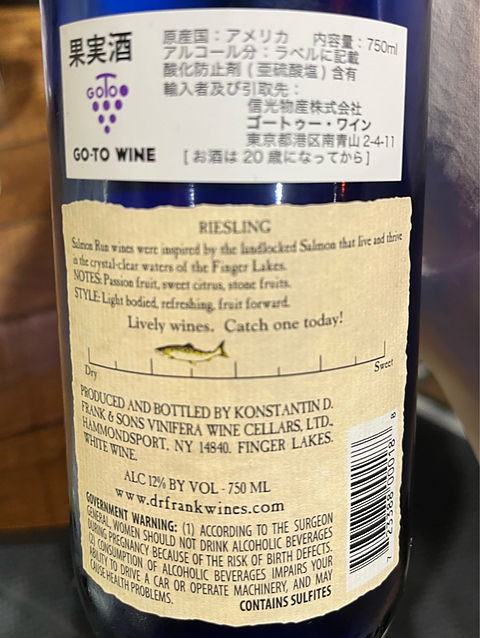 果実酒
GOTO
GO-TO WINE
原産国：アメリカ 内容量：750ml
アルコール分：ラベルに記載
酸化防止剤（亜硫酸塩）含有
輸入者及び引取先：
信光物産株式会社
ゴートゥー・ワイン
東京都港区南青山2-4-11
［お酒は20歳になってから］
RIESLING
Salmon Run wines were inspired by the landlocked Salmon that live and thrive
in the crystal-clear waters of the Finger Lakes.
NOTES: Passion fruit, sweet citrus, stone fruits.
STYLE: Light bodied, refreshing, fruit forward.
Lively wines. Catch one today!
Dry Sweet
PRODUCED AND BOTTLED BY KONSTANTIN D.
FRANK & SONS VINIFERA WINE CELLARS, LTD.,
HAMMONDSPORT, NY 14840. FINGER LAKES.
WHITE WINE.
ALC 12% BY VOL - 750 ML
www.drfrankwines.com
GOVERNMENT WARNING: (1) ACCORDING TO THE SURGEON
GENERAL, WOMEN SHOULD NOT DRINK ALCOHOLIC BEVERAGES
DURING PREGNANCY BECAUSE OF THE RISK OF BIRTH DEFECTS.
(2) CONSUMPTION OF ALCOHOLIC BEVERAGES IMPAIRS YOUR
ABILITY TO DRIVE A CAR OR OPERATE MACHINERY, AND MAY
CAUSE HEALTH PROBLEMS. CONTAINS SULFITES